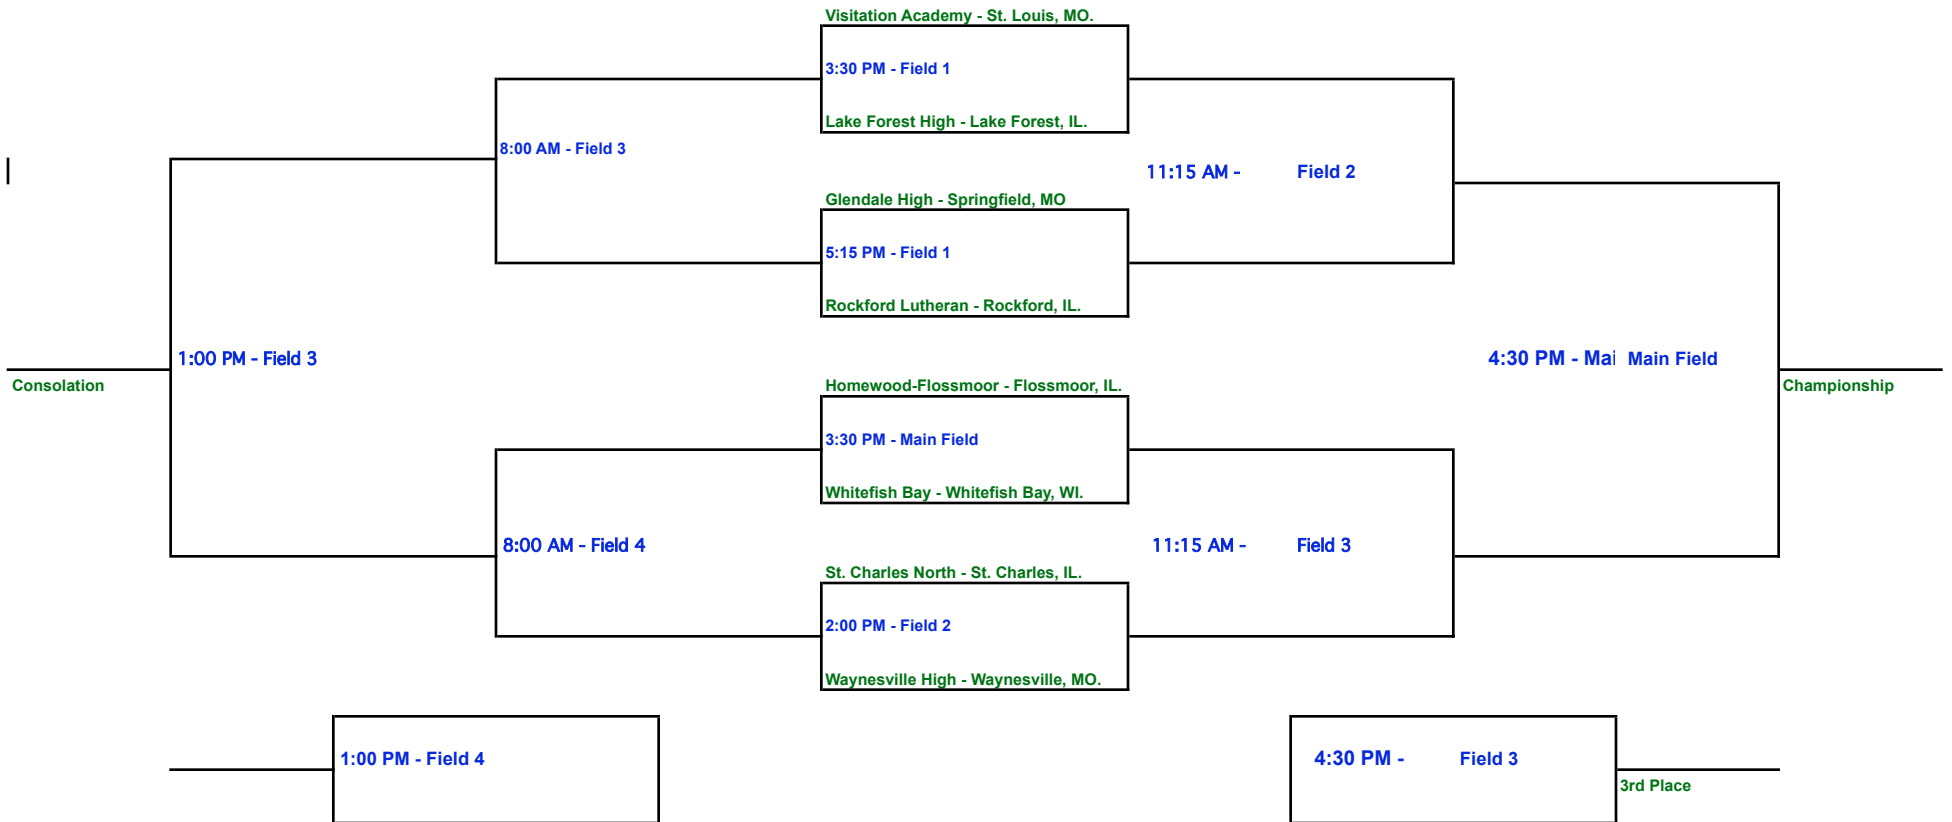 Visitation Academy - St. Louis, MO.
3:30 PM - Field 1
Lake Forest High - Lake Forest, IL.
8:00 AM - Field 3
11:15 AM - Field 2
Glendale High - Springfield, MO
5:15 PM - Field 1
Rockford Lutheran - Rockford, IL.
1:00 PM - Field 3
4:30 PM - Mai Main Field
Consolation
Homewood-Flossmoor - Flossmoor, IL.
Championship
3:30 PM - Main Field
Whitefish Bay - Whitefish Bay, WI.
8:00 AM - Field 4
11:15 AM - Field 3
St. Charles North - St. Charles, IL.
2:00 PM - Field 2
Waynesville High - Waynesville, MO.
1:00 PM - Field 4
4:30 PM - Field 3
3rd Place